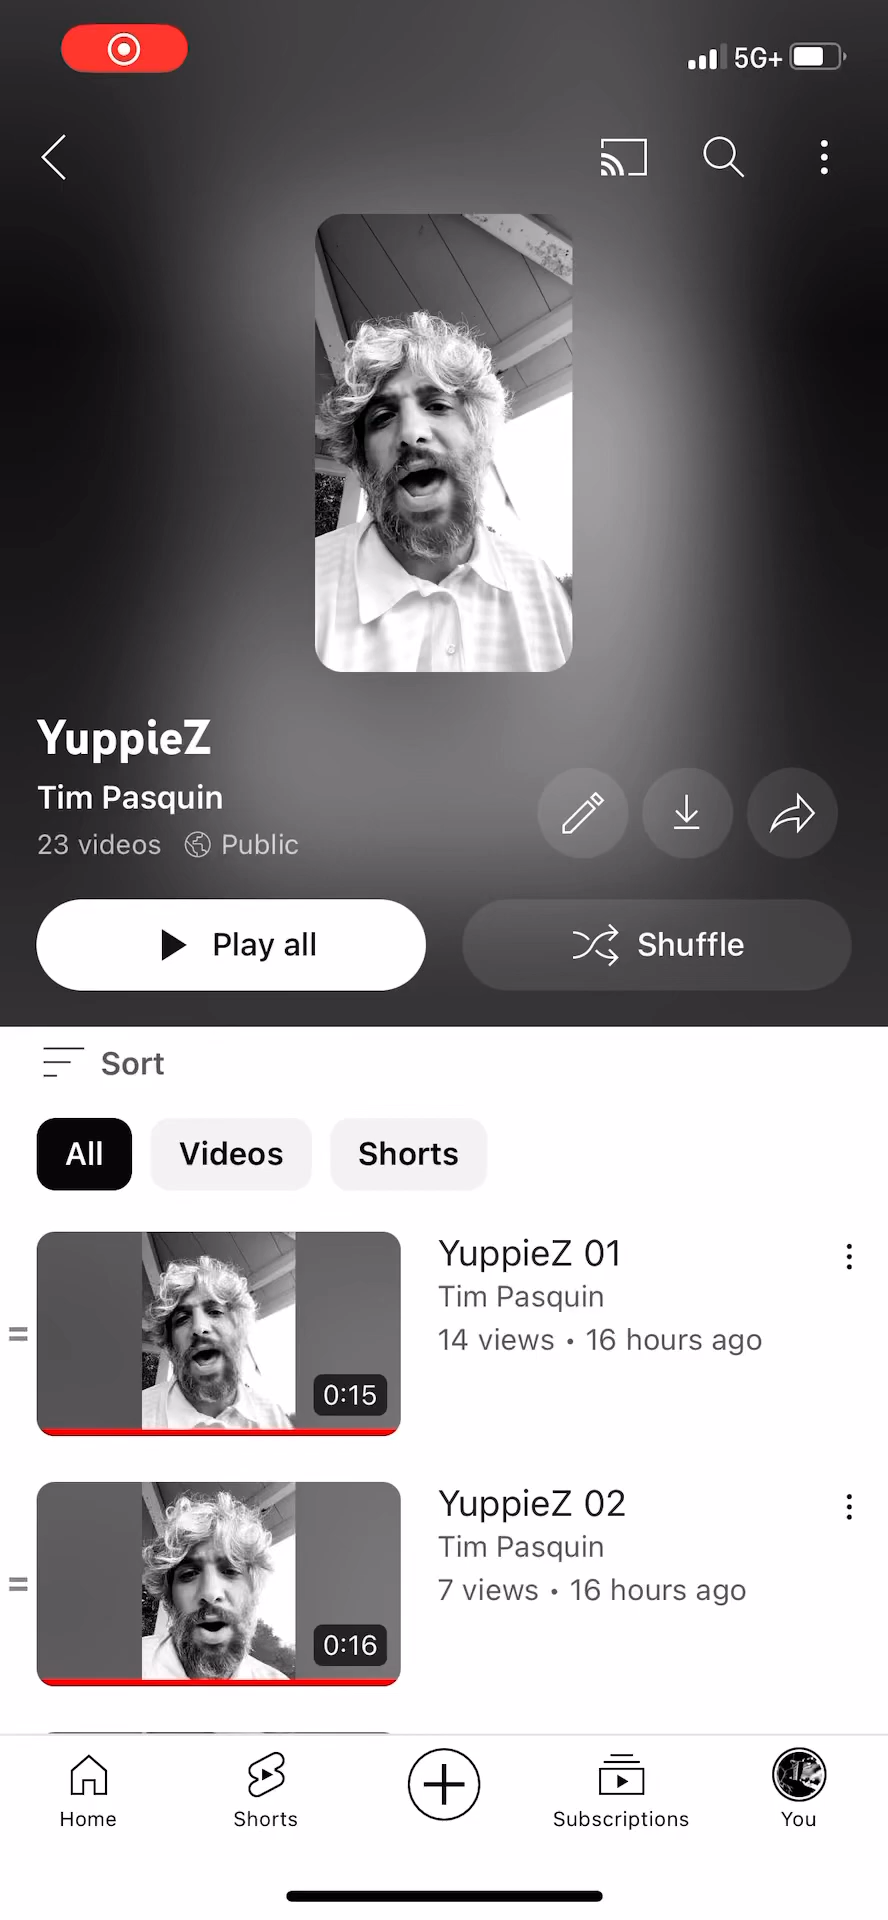 5G+
YuppieZ
Tim Pasquin
23 videos Public
Play all
Shuffle
Sort
All Videos Shorts
YuppieZ 01
Tim Pasquin
14 views • 16 hours ago
0:15
YuppieZ 02
Tim Pasquin
7 views • 16 hours ago
0:16
Home Shorts Subscriptions You